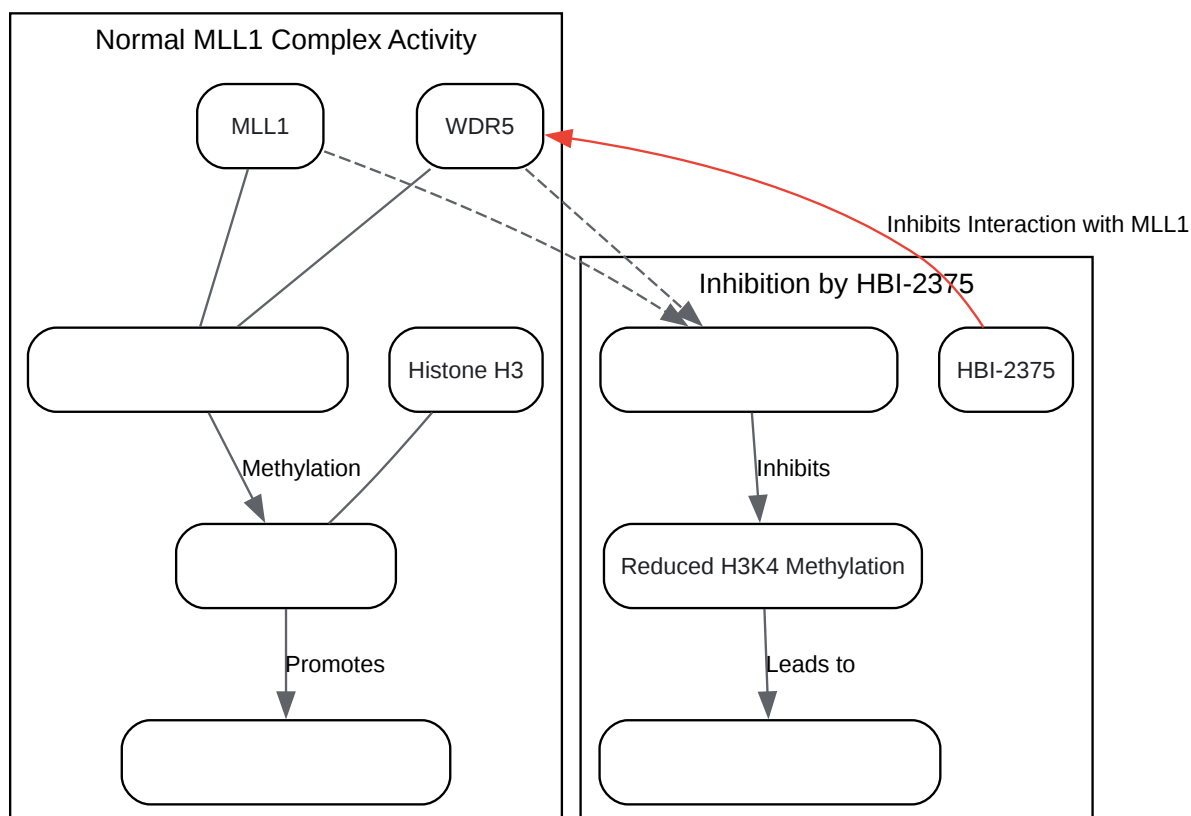 Normal MLL1 Complex Activity
MLL1
WDR5
Inhibits Interaction with MLL1
Inhibition by HBI-2375
Histone H3
HBI-2375
Methylation
Inhibits
Reduced H3K4 Methylation
Promotes
Leads to